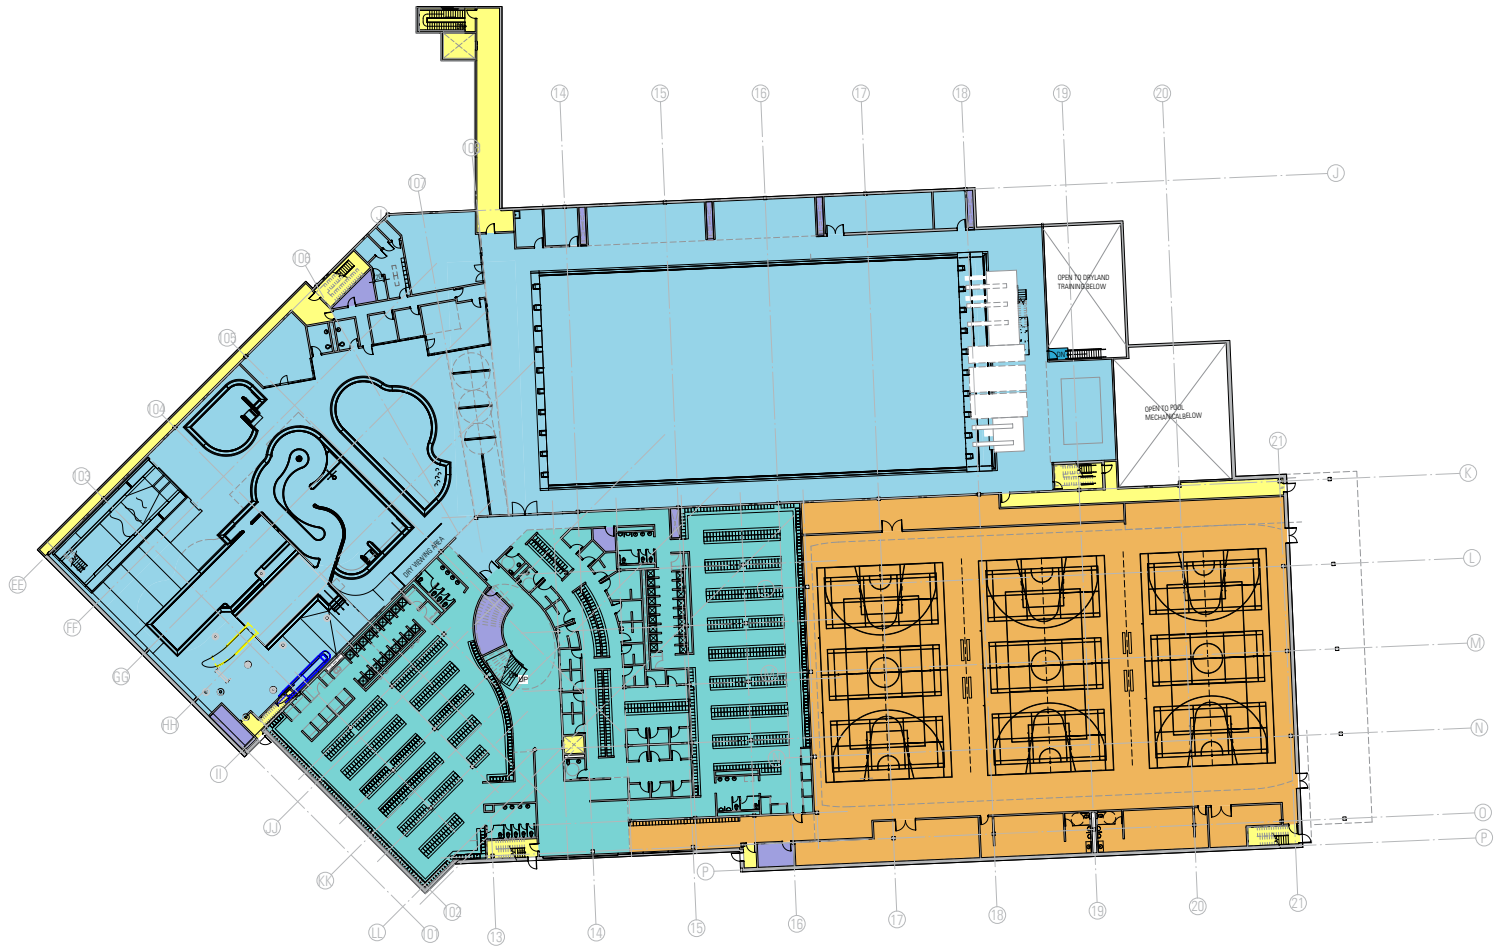 14
15
16
17
18
19
20
108
107
J
J
106
OPEN TO DRYLAND
TRAINING BELOW
105
DN
104
OPEN TO POOL
MECHANICAL BELOW
21
103
K
DRY VIEWING AREA
EE
L
FF
M
GG
UP
HH
N
II
O
JJ
P
P
KK
LL
102
101
13
14
15
16
17
18
19
20
21